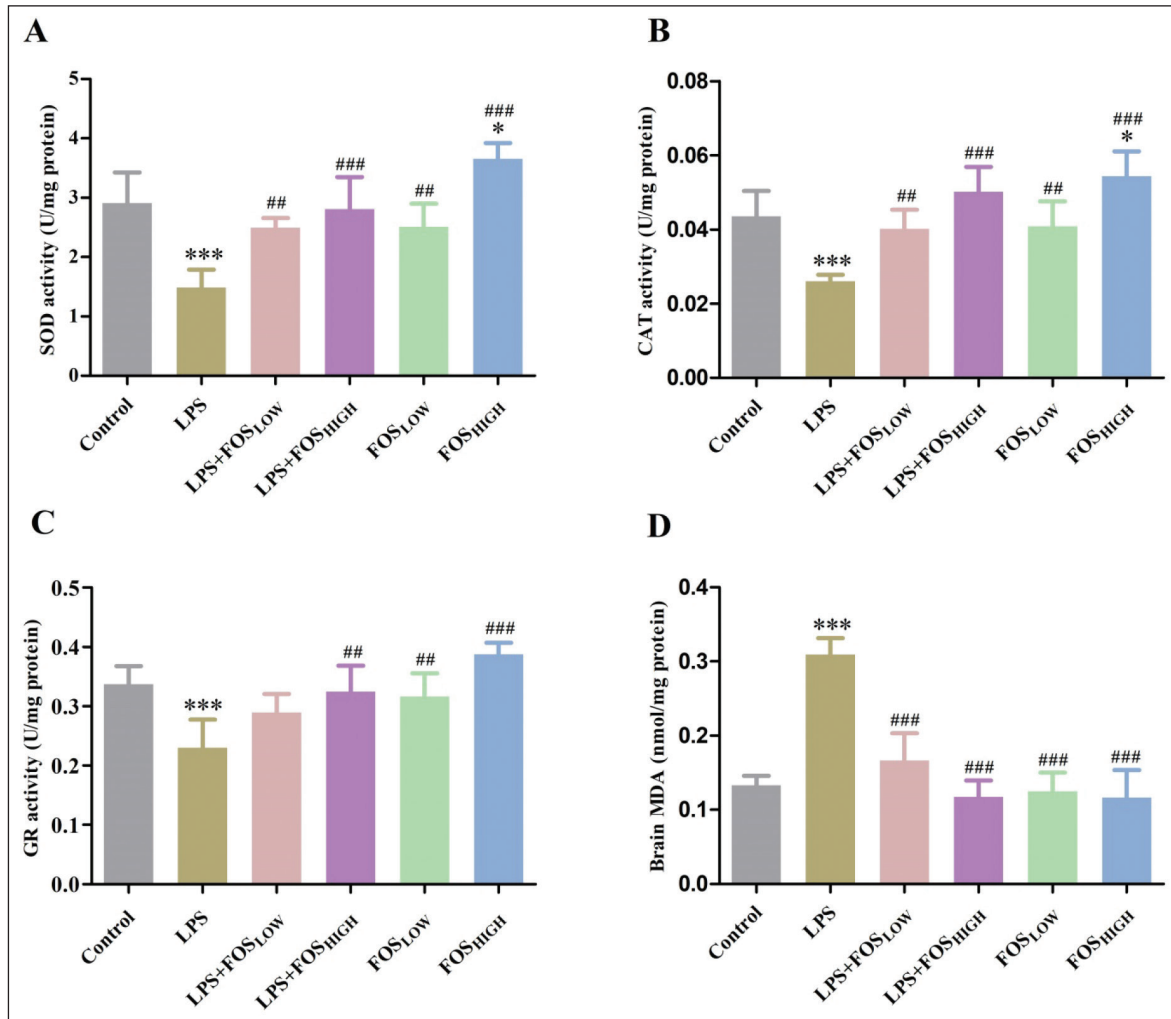 A
SOD activity (U/mg protein)
5
4
3
2
1
0
***
##
###
##
###
*
Control
LPS
LPS+FOSLOW
LPS+FOSHIGH
FOSLOW
FOSHIGH
B
CAT activity (U/mg protein)
0.08
0.06
0.04
0.02
0.00
***
##
###
##
###
*
Control
LPS
LPS+FOSLOW
LPS+FOSHIGH
FOSLOW
FOSHIGH
C
GR activity (U/mg protein)
0.5
0.4
0.3
0.2
0.1
0.0
***
##
##
###
Control
LPS
LPS+FOSLOW
LPS+FOSHIGH
FOSLOW
FOSHIGH
D
Brain MDA (nmol/mg protein)
0.4
0.3
0.2
0.1
0.0
***
###
###
###
###
Control
LPS
LPS+FOSLOW
LPS+FOSHIGH
FOSLOW
FOSHIGH